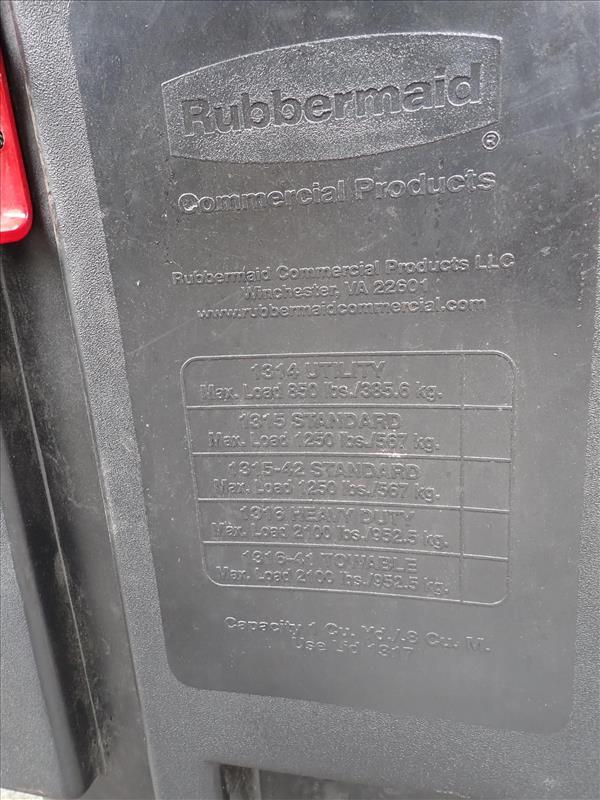 Rubbermaid
®
Commercial Products
Rubbermaid Commercial Products LLC
Winchester, VA 22601
www.rubbermaidcommercial.com
1314 UTILITY
Max. Load 850 lbs./385.6 kg.
1315 STANDARD
Max. Load 1250 lbs./567 kg.
1315-42 STANDARD
Max. Load 1250 lbs./567 kg.
1316 HEAVY DUTY
Max. Load 2100 lbs./952.5 kg.
1316-41 TOWABLE
Max. Load 2100 lbs./952.5 kg.
Capacity 1 Cu. Yd./.8 Cu. M.
Use Lid 1317